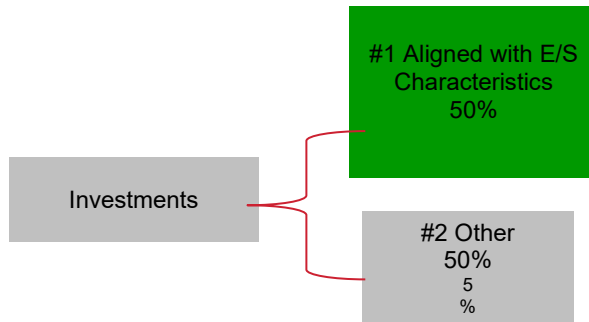 #1 Aligned with E/S
Characteristics
50%
Investments
#2 Other
50%
5
%